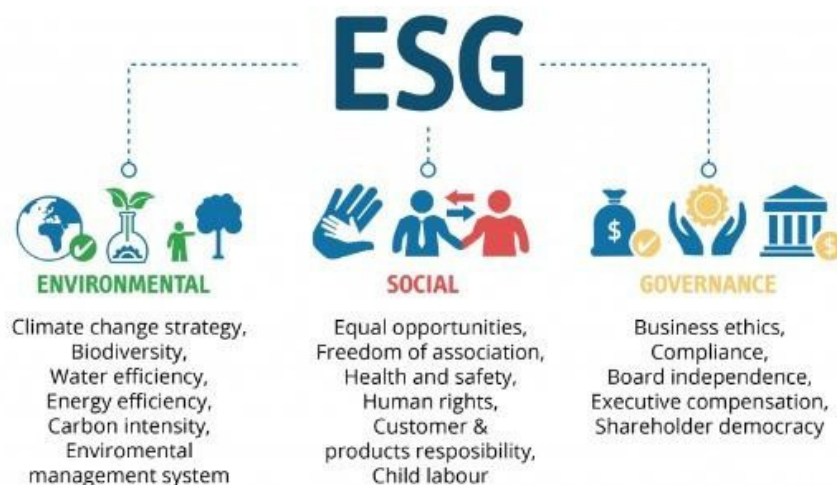 ESG
ENVIRONMENTAL
Climate change strategy,
Biodiversity,
Water efficiency,
Energy efficiency,
Carbon intensity,
Enviromental
management system
SOCIAL
Equal opportunities,
Freedom of association,
Health and safety,
Human rights,
Customer &
products resposibility,
Child labour
$
$
GOVERNANCE
Business ethics,
Compliance,
Board independence,
Executive compensation,
Shareholder democracy